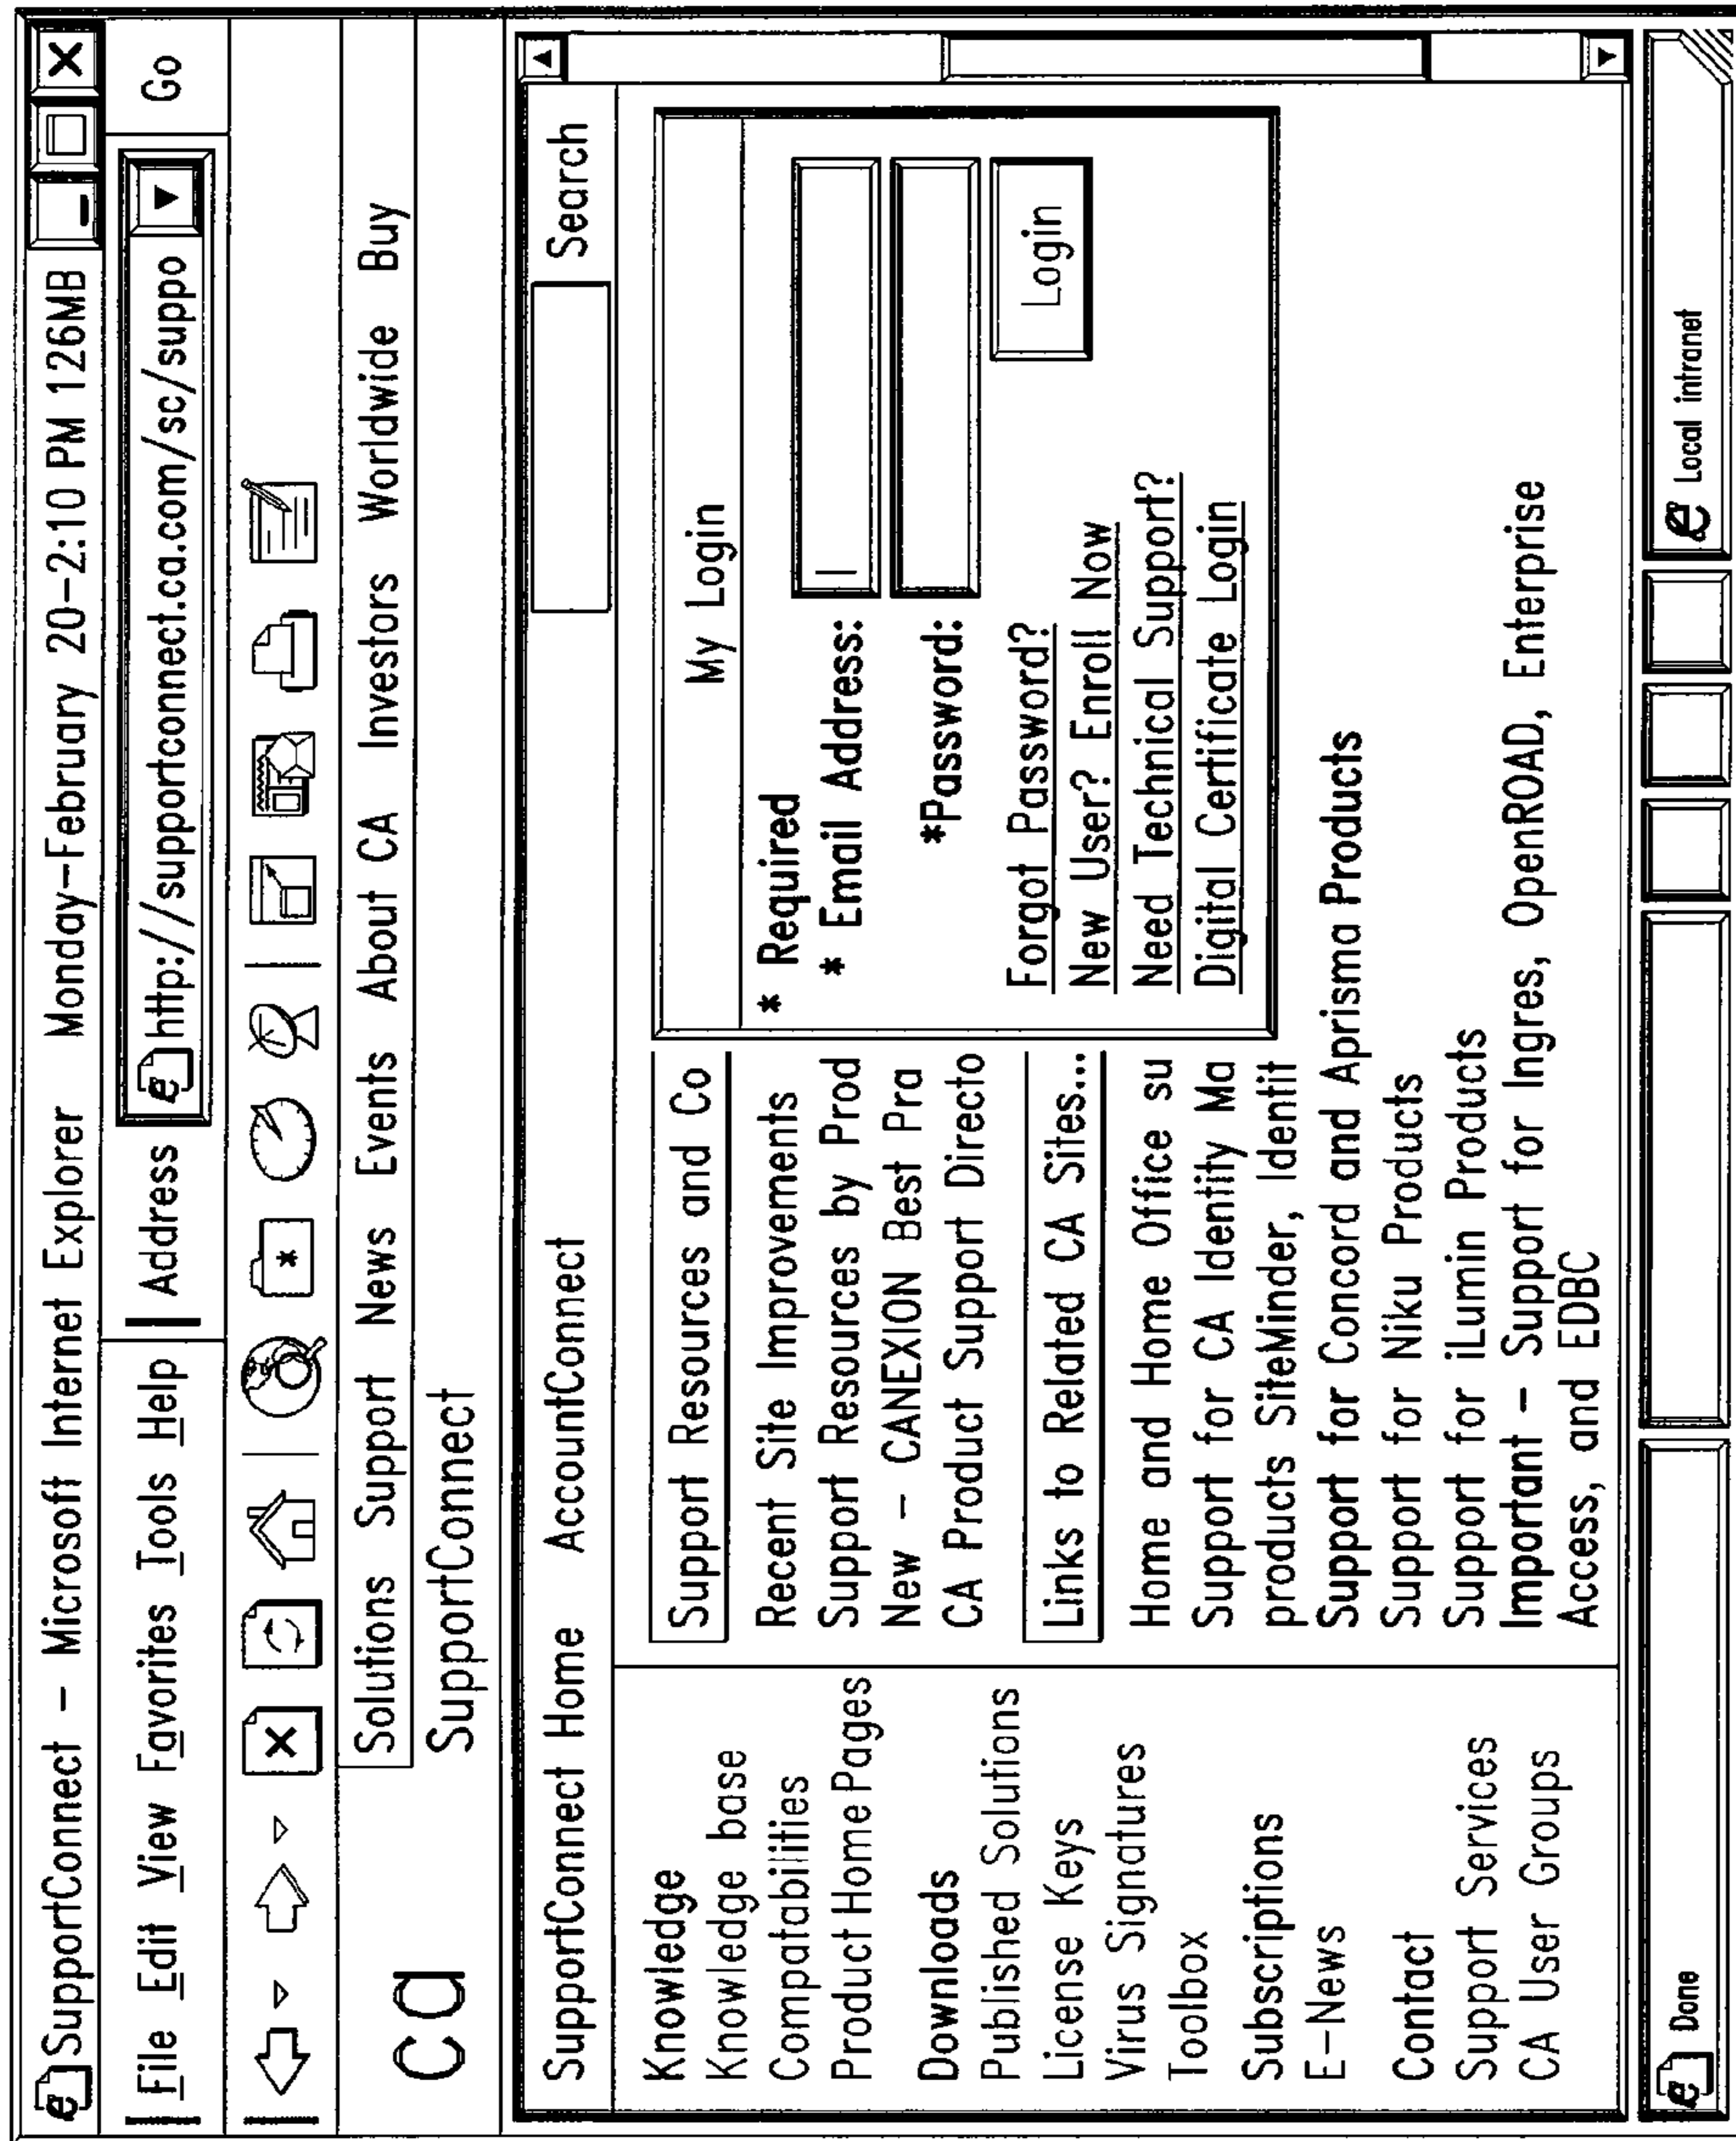 SupportConnect - Microsoft Internet Explorer Monday-February 20-2:10 PM 126MB
File Edit View Favorites Tools Help Address http://supportconnect.ca.com/sc/suppo Go
Solutions Support News Events About CA Investors Worldwide Buy
ca
SupportConnect
SupportConnect Home AccountConnect Search
Knowledge
Knowledge base
Compatabilities
Product Home Pages
Downloads
Published Solutions
License Keys
Virus Signatures
Toolbox
Subscriptions
E-News
Contact
Support Services
CA User Groups
Support Resources and Co
Recent Site Improvements
Support Resources by Prod
New - CANEXION Best Pra
CA Product Support Directo
Links to Related CA Sites...
Home and Home Office su
Support for CA Identity Ma
products SiteMinder, Identit
Support for Concord and Aprisma Products
Support for Niku Products
Support for iLumin Products
Important - Support for Ingres, OpenROAD, Enterprise
Access, and EDBC
My Login
* Required
* Email Address:
*Password:
Login
Forgot Password?
New User? Enroll Now
Need Technical Support?
Digital Certificate Login
Done
Local intranet